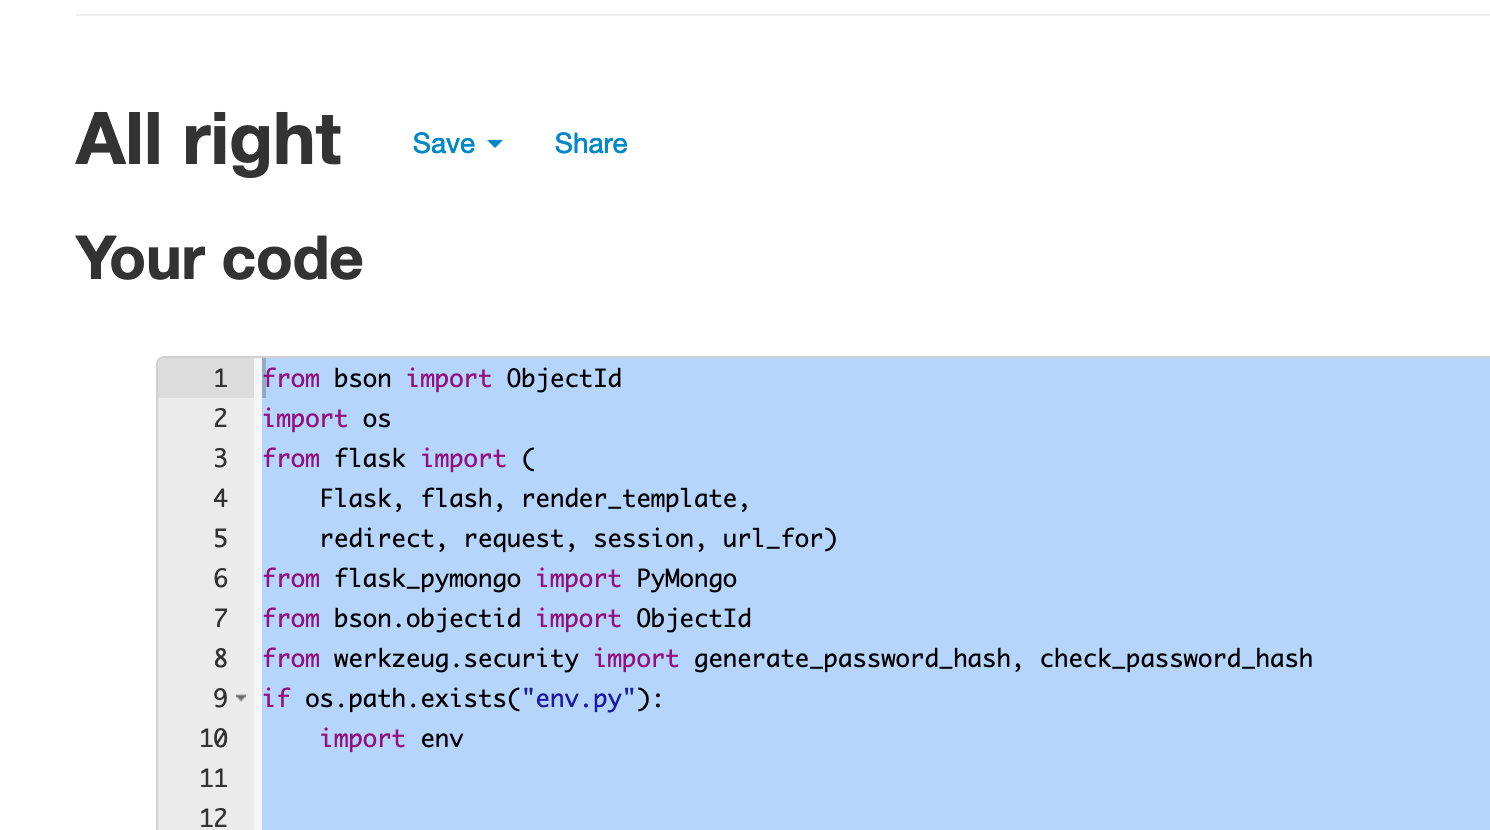 All right Save Share
Your code
1 from bson import ObjectId
2 import os
3 from flask import (
4     Flask, flash, render_template,
5     redirect, request, session, url_for)
6 from flask_pymongo import PyMongo
7 from bson.objectid import ObjectId
8 from werkzeug.security import generate_password_hash, check_password_hash
9 if os.path.exists("env.py"):
10     import env
11
12